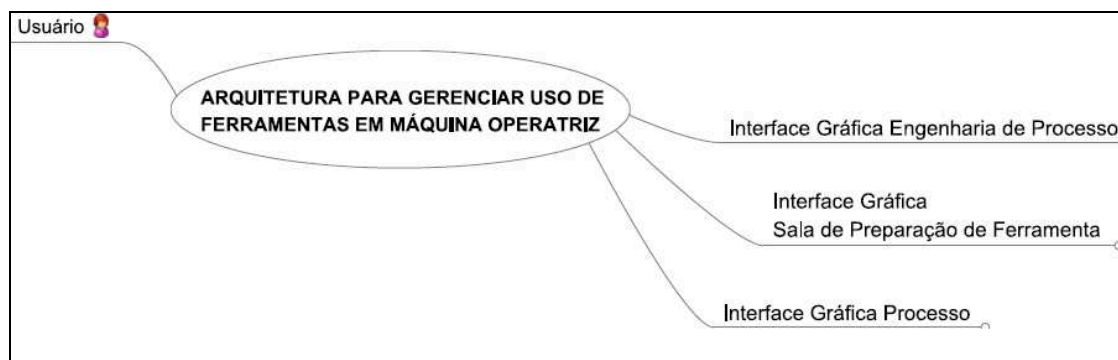 Usuário
ARQUITETURA PARA GERENCIAR USO DE
FERRAMENTAS EM MÁQUINA OPERATRIZ
Interface Gráfica Engenharia de Processo
Interface Gráfica
Sala de Preparação de Ferramenta
Interface Gráfica Processo